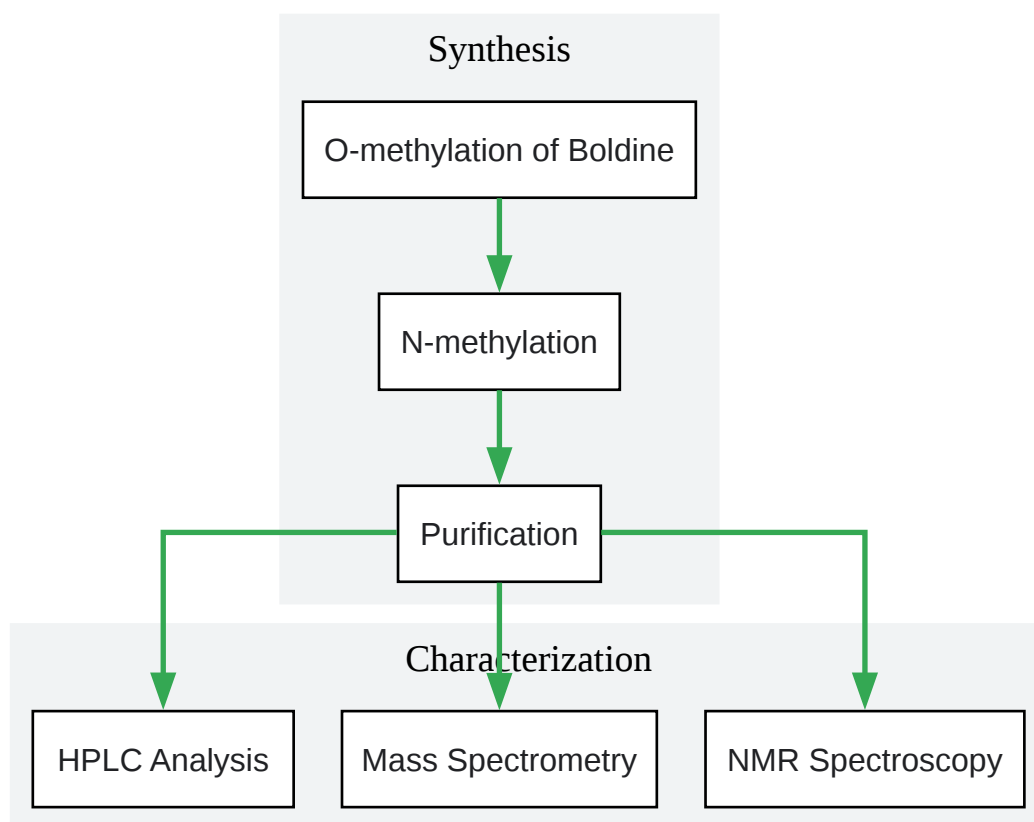 Synthesis
O-methylation of Boldine
N-methylation
Purification
Characterization
HPLC Analysis
Mass Spectrometry
NMR Spectroscopy